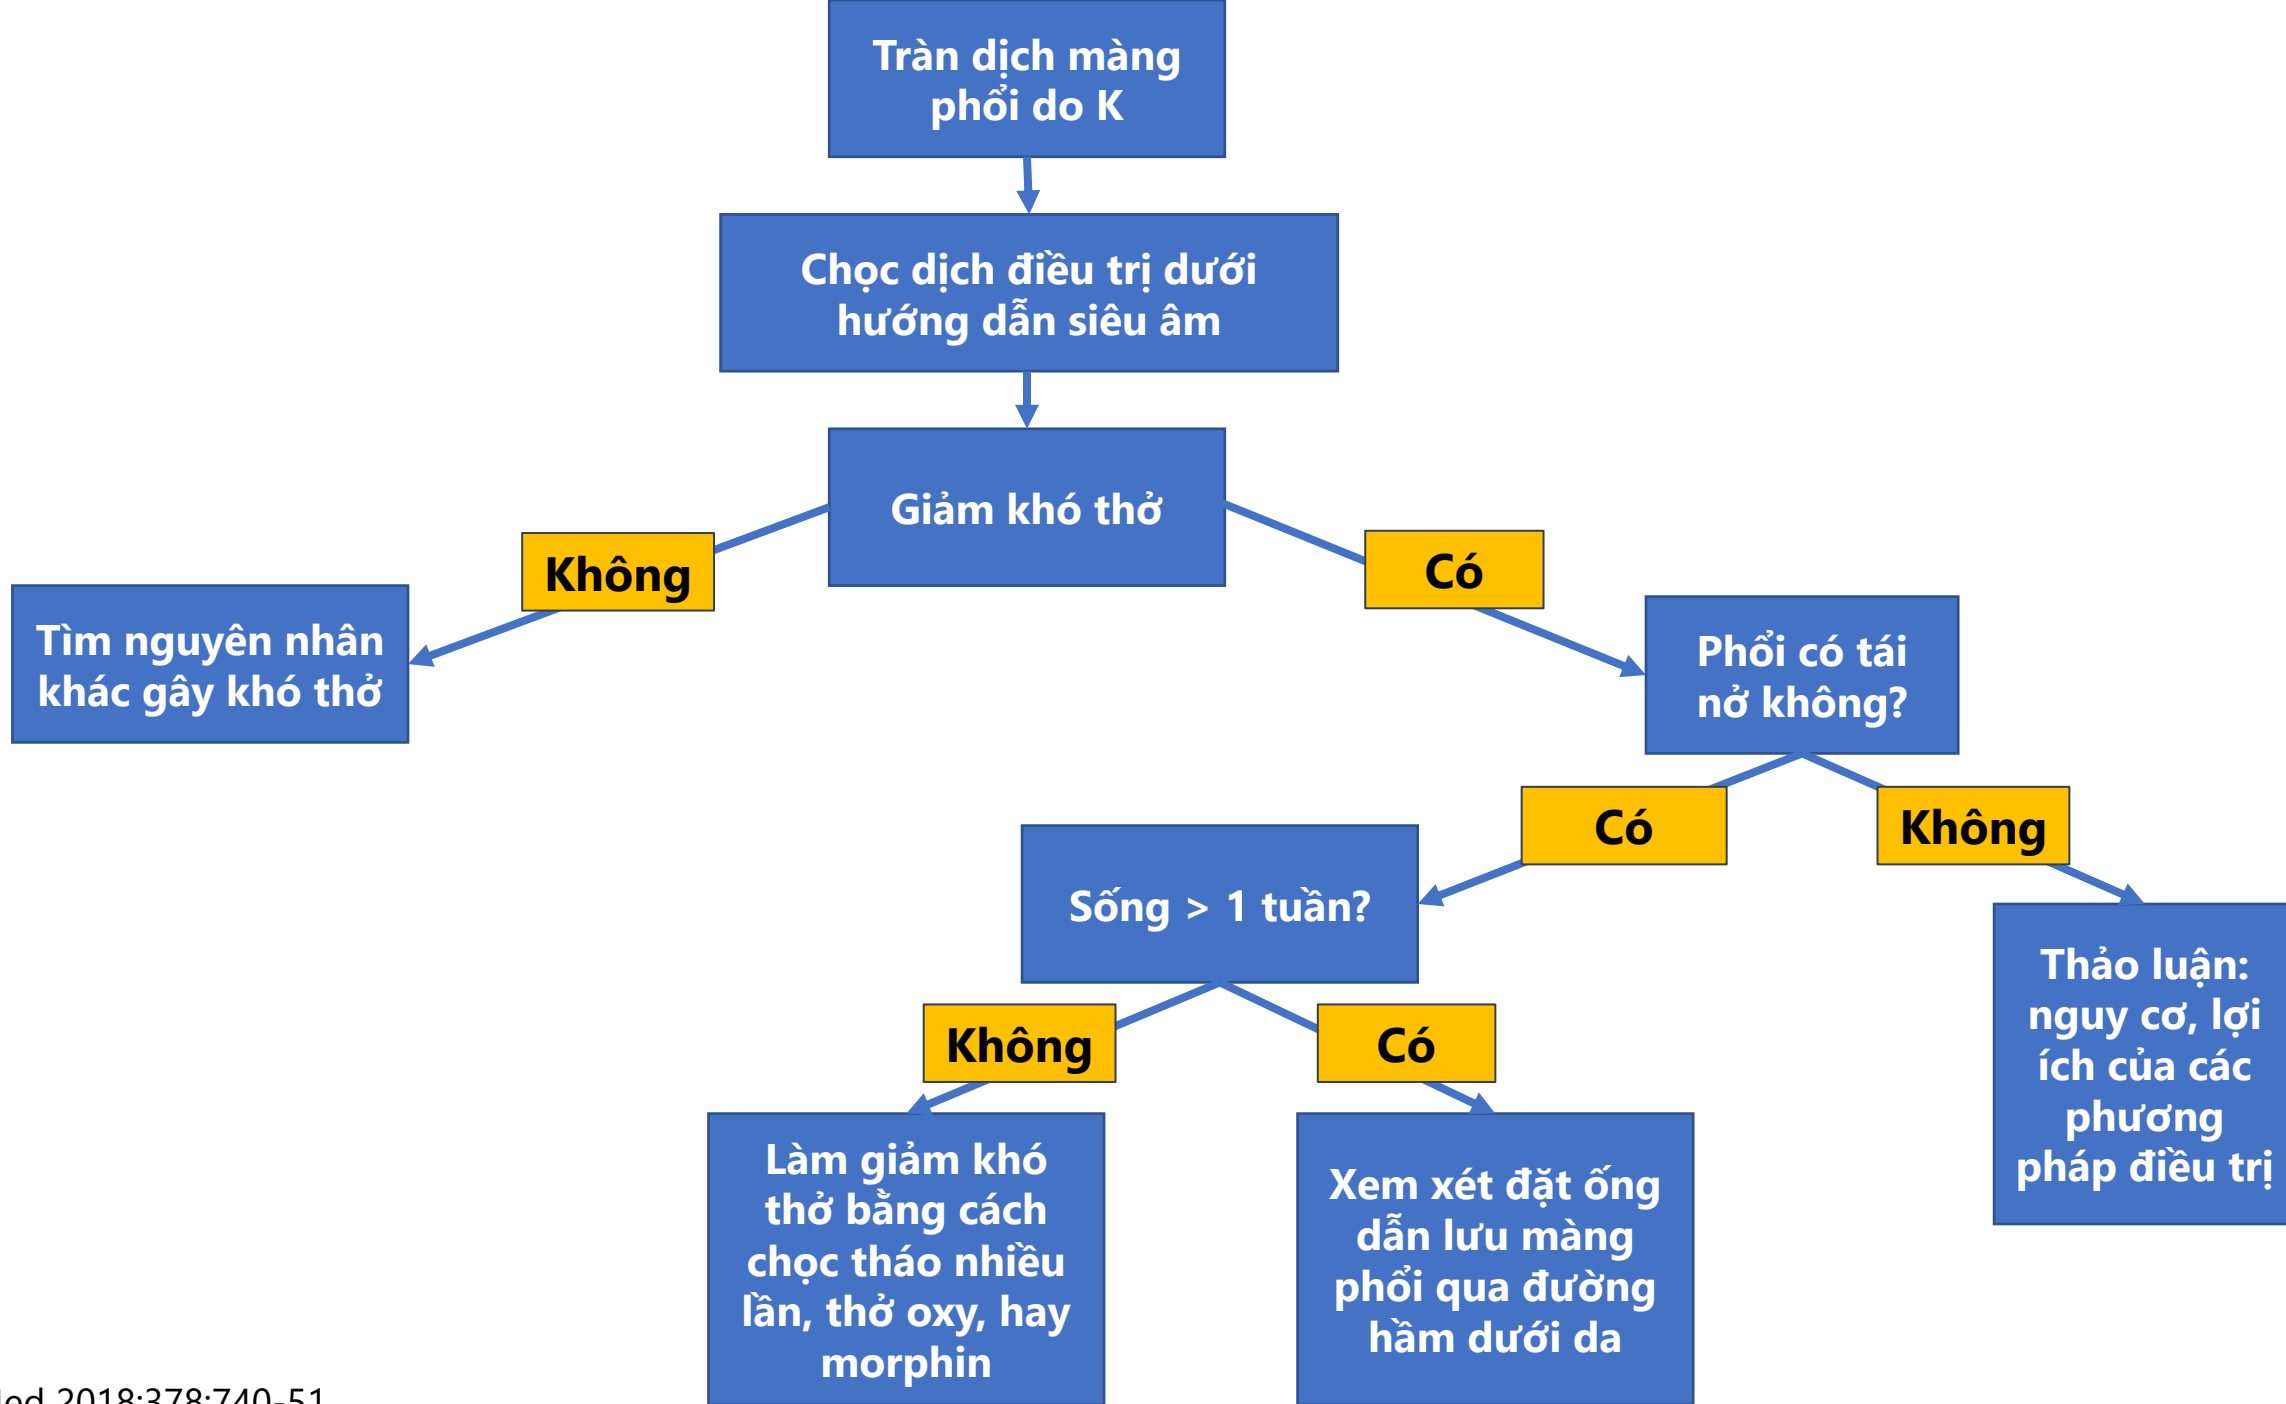 Tràn dịch màng
phổi do K
Chọc dịch điều trị dưới
hướng dẫn siêu âm
Giảm khó thở
Không
Có
Tìm nguyên nhân
khác gây khó thở
Phổi có tái
nở không?
Có
Không
Sống > 1 tuần?
Thảo luận:
nguy cơ, lợi
ích của các
phương
pháp điều trị
Không
Có
Làm giảm khó
thở bằng cách
chọc tháo nhiều
lần, thở oxy, hay
morphin
Xem xét đặt ống
dẫn lưu màng
phổi qua đường
hầm dưới da
2018;378:740-51